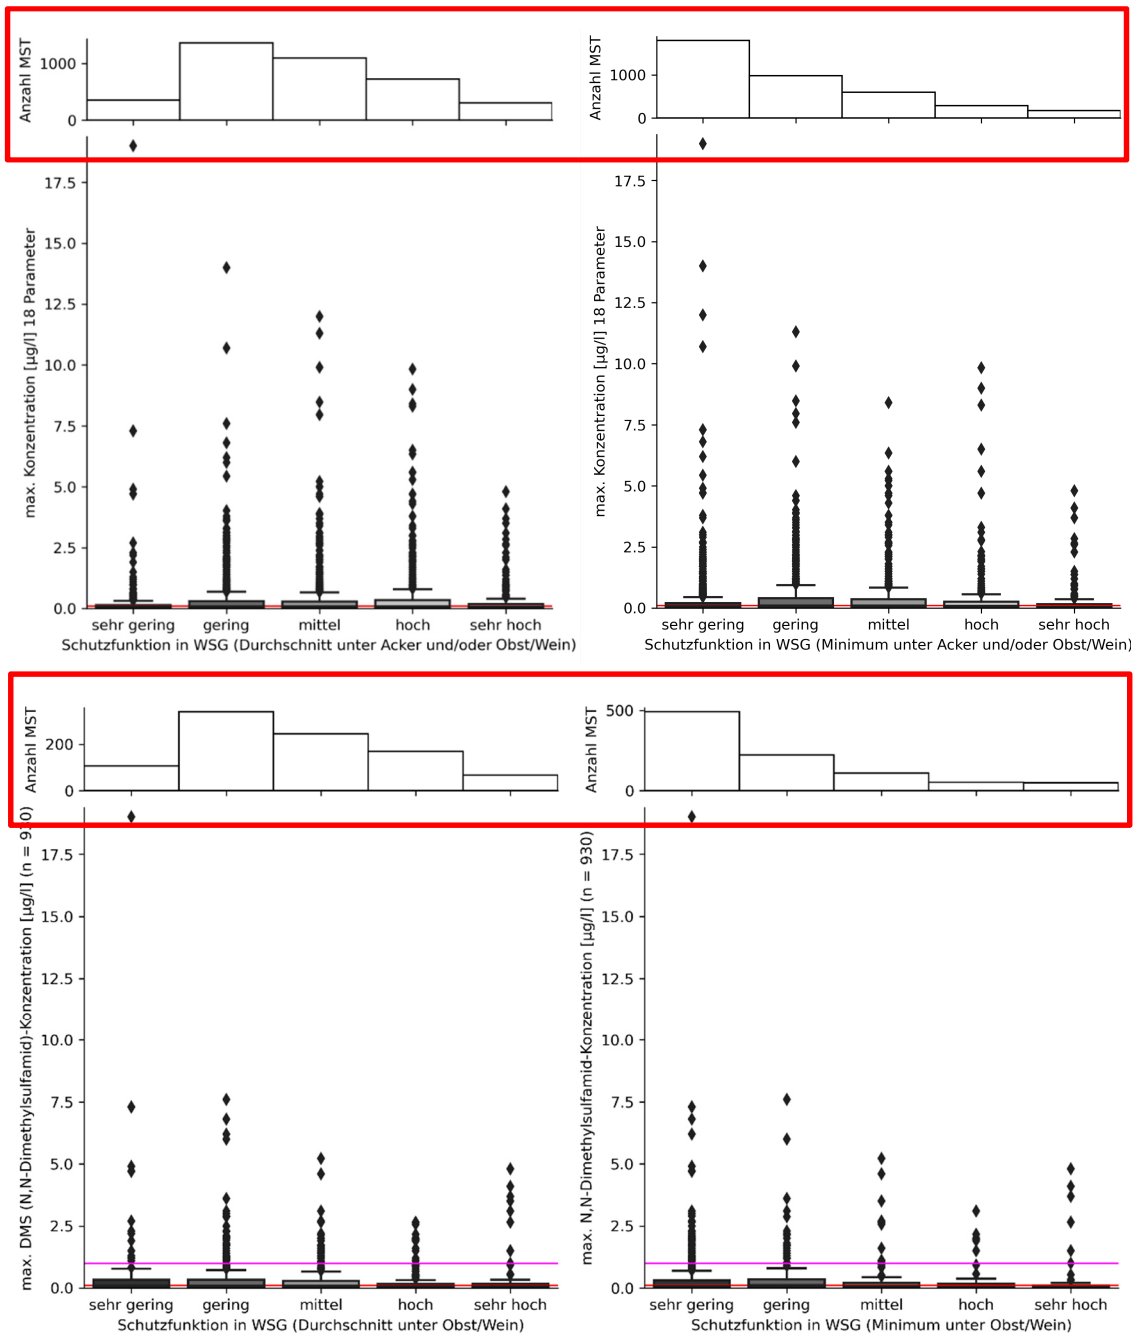 Anzahl MST
1000
0
Anzahl MST
1000
0
max. Konzentration [µg/l] 18 Parameter
17.5
15.0
12.5
10.0
7.5
5.0
2.5
0.0
sehr gering gering mittel hoch sehr hoch
Schutzfunktion in WSG (Durchschnitt unter Acker und/oder Obst/Wein)
max. Konzentration [µg/l] 18 Parameter
17.5
15.0
12.5
10.0
7.5
5.0
2.5
0.0
sehr gering gering mittel hoch sehr hoch
Schutzfunktion in WSG (Minimum unter Acker und/oder Obst/Wein)
Anzahl MST
200
0
Anzahl MST
500
0
max. DMS (N,N-Dimethylsulfamid)-Konzentration [µg/l] (n = 930)
17.5
15.0
12.5
10.0
7.5
5.0
2.5
0.0
sehr gering gering mittel hoch sehr hoch
Schutzfunktion in WSG (Durchschnitt unter Obst/Wein)
max. N,N-Dimethylsulfamid-Konzentration [µg/l] (n = 930)
17.5
15.0
12.5
10.0
7.5
5.0
2.5
0.0
sehr gering gering mittel hoch sehr hoch
Schutzfunktion in WSG (Minimum unter Obst/Wein)